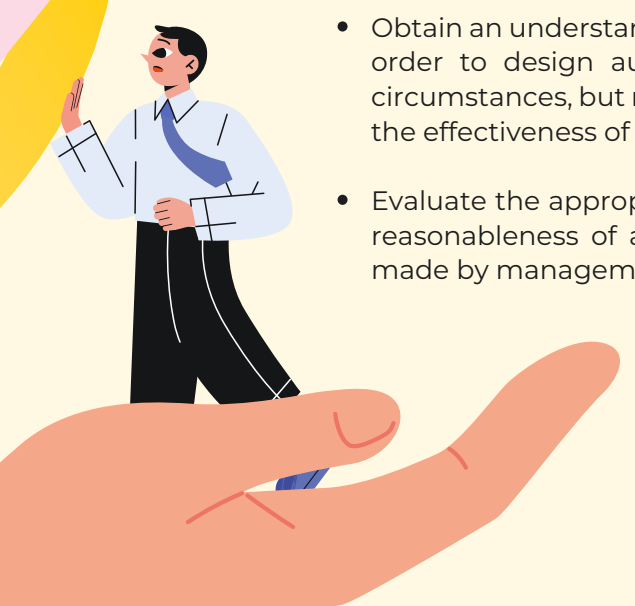 • Obtain an understan
order to design au
circumstances, but n
the effectiveness of
• Evaluate the approp
reasonableness of a
made by managem